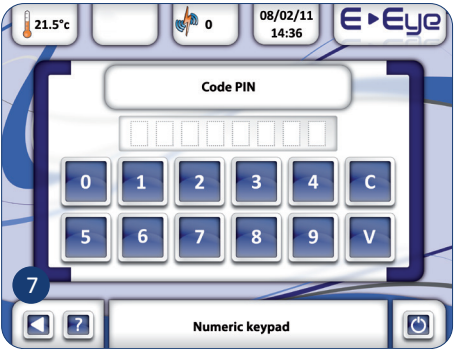 21.5°c
0
08/02/11
14:36
E▶Eye
Code PIN
0 1 2 3 4 C
5 6 7 8 9 V
7
?
Numeric keypad